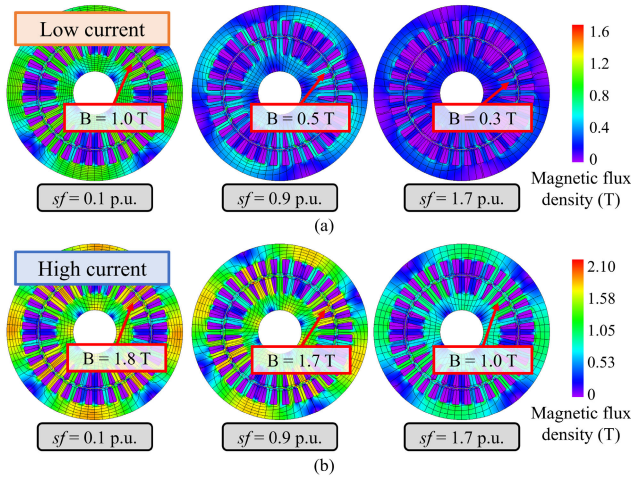 Low current
B = 1.0 T
B = 0.5 T
B = 0.3 T
sf = 0.1 p.u.
sf = 0.9 p.u.
sf = 1.7 p.u.
1.6
1.2
0.8
0.4
0
Magnetic flux
density (T)
(a)
High current
B = 1.8 T
B = 1.7 T
B = 1.0 T
sf = 0.1 p.u.
sf = 0.9 p.u.
sf = 1.7 p.u.
2.10
1.58
1.05
0.53
0
Magnetic flux
density (T)
(b)